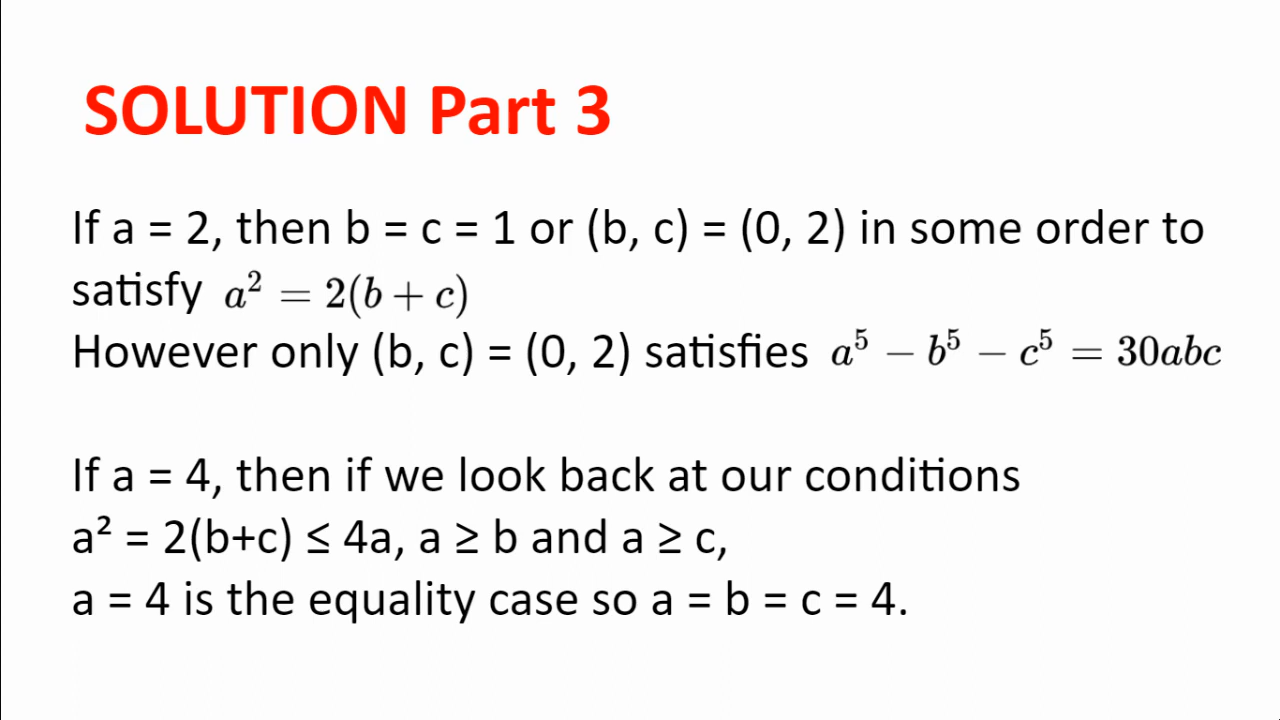 SOLUTION Part 3
If a = 2, then b = c = 1 or (b, c) = (0, 2) in some order to
satisfy a² = 2(b + c)
However only (b, c) = (0, 2) satisfies a⁵ − b⁵ − c⁵ = 30abc
If a = 4, then if we look back at our conditions
a² = 2(b+c) ≤ 4a, a ≥ b and a ≥ c,
a = 4 is the equality case so a = b = c = 4.